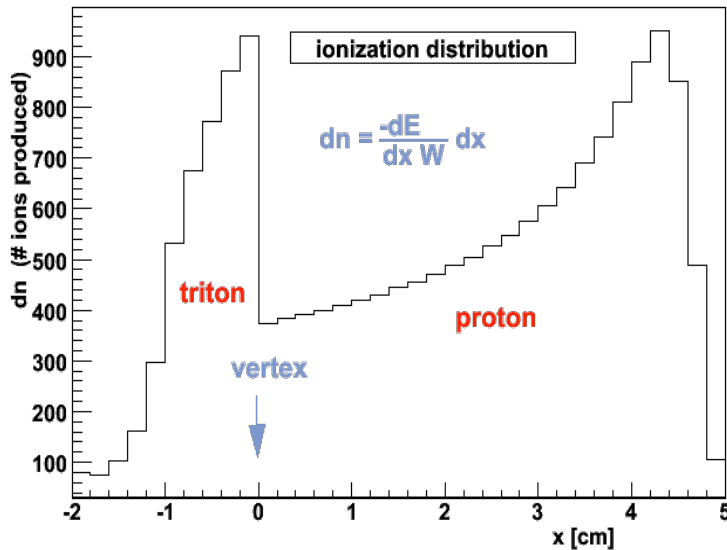 ionization distribution
dn = -dE/dx W dx
dn (# ions produced)
900
800
700
600
500
400
300
200
100
triton
proton
vertex
-2 -1 0 1 2 3 4 5
x [cm]